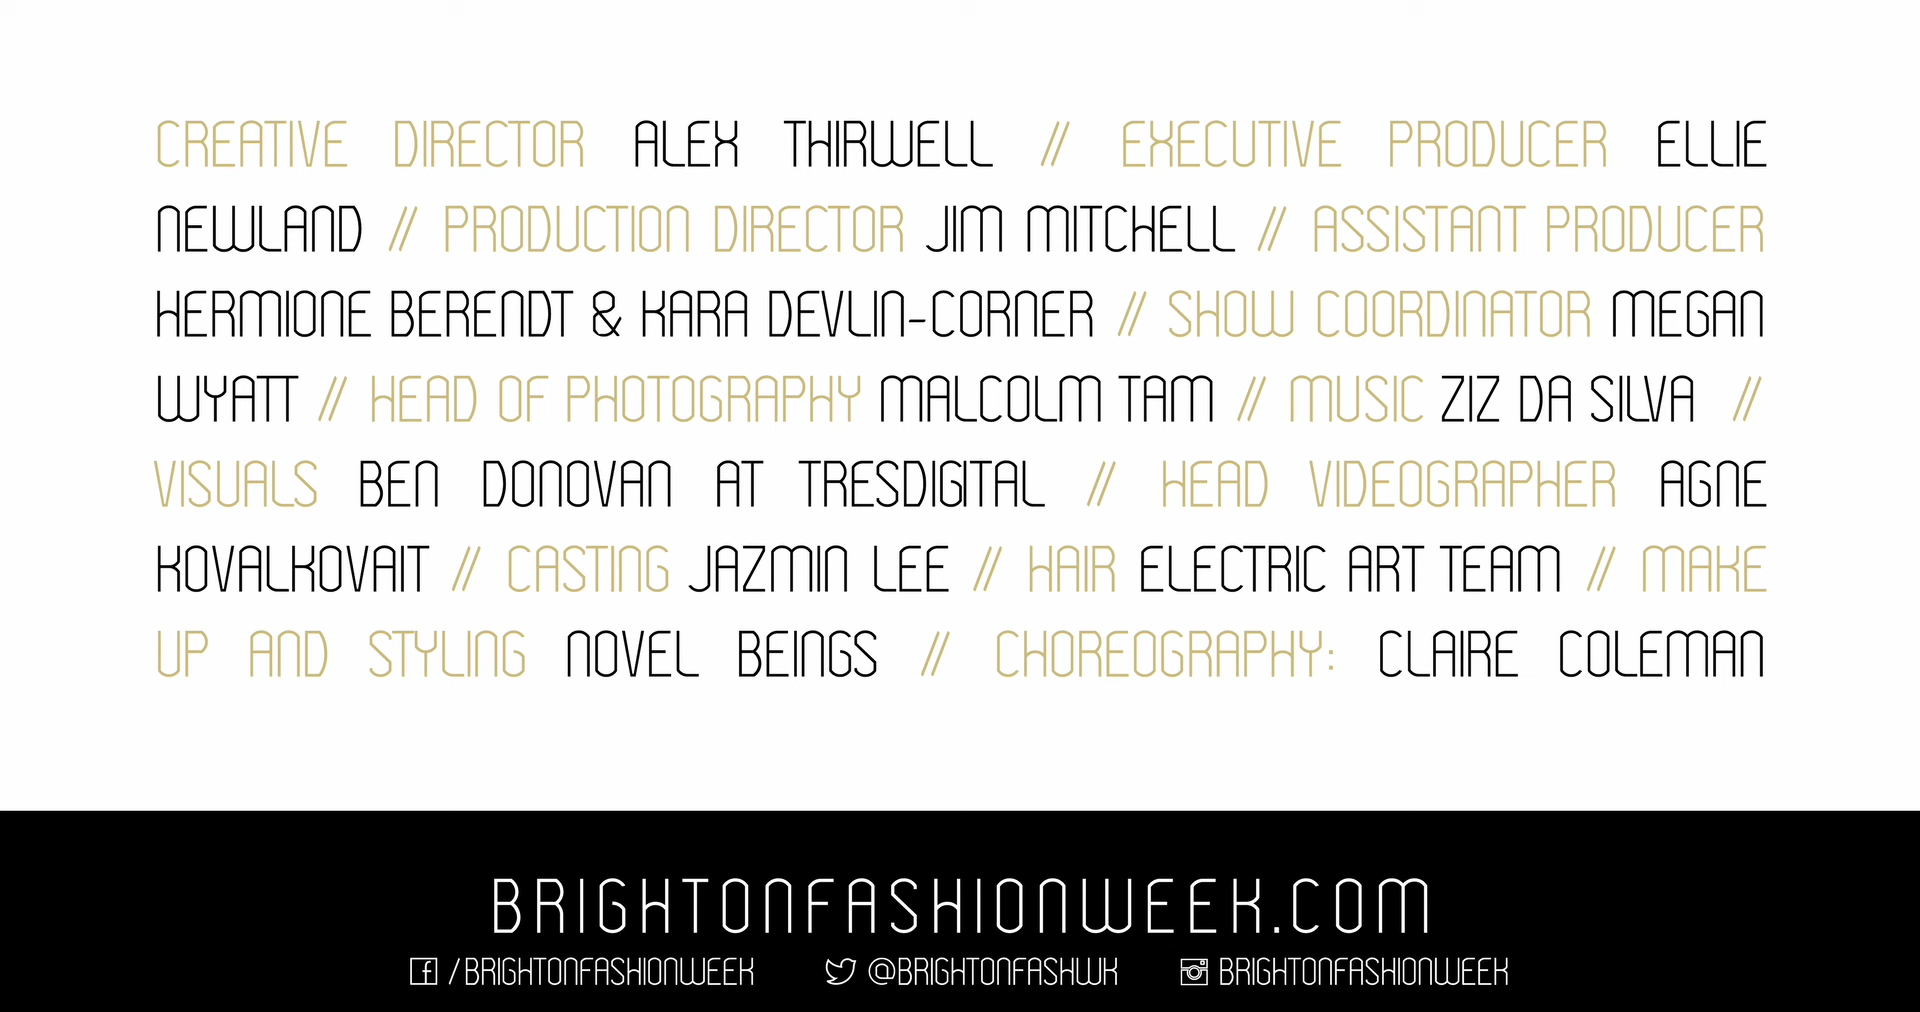 CREATIVE DIRECTOR ALEX THIRWELL // EXECUTIVE PRODUCER ELLIE
NEWLAND // PRODUCTION DIRECTOR JIM MITCHELL // ASSISTANT PRODUCER
HERMIONE BERENDT & KARA DEVLIN-CORNER // SHOW COORDINATOR MEGAN
WYATT // HEAD OF PHOTOGRAPHY MALCOLM TAM // MUSIC ZIZ DA SILVA //
VISUALS BEN DONOVAN AT TRESDIGITAL // HEAD VIDEOGRAPHER AGNE
KOVALKOVAIT // CASTING JAZMIN LEE // HAIR ELECTRIC ART TEAM // MAKE
UP AND STYLING NOVEL BEINGS // CHOREOGRAPHY: CLAIRE COLEMAN
BRIGHTONFASHIONWEEK.COM
/BRIGHTONFASHIONWEEK @BRIGHTONFASHWK BRIGHTONFASHIONWEEK